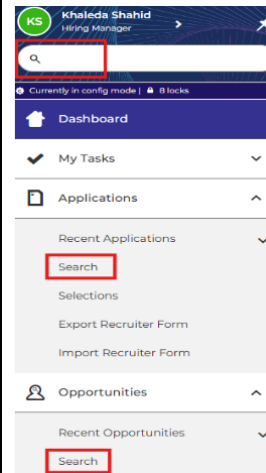 KS
Khaleda Shahid
Hiring Manager
Currently in config mode | 8 locks
Dashboard
My Tasks
Applications
Recent Applications
Search
Selections
Export Recruiter Form
Import Recruiter Form
Opportunities
Recent Opportunities
Search